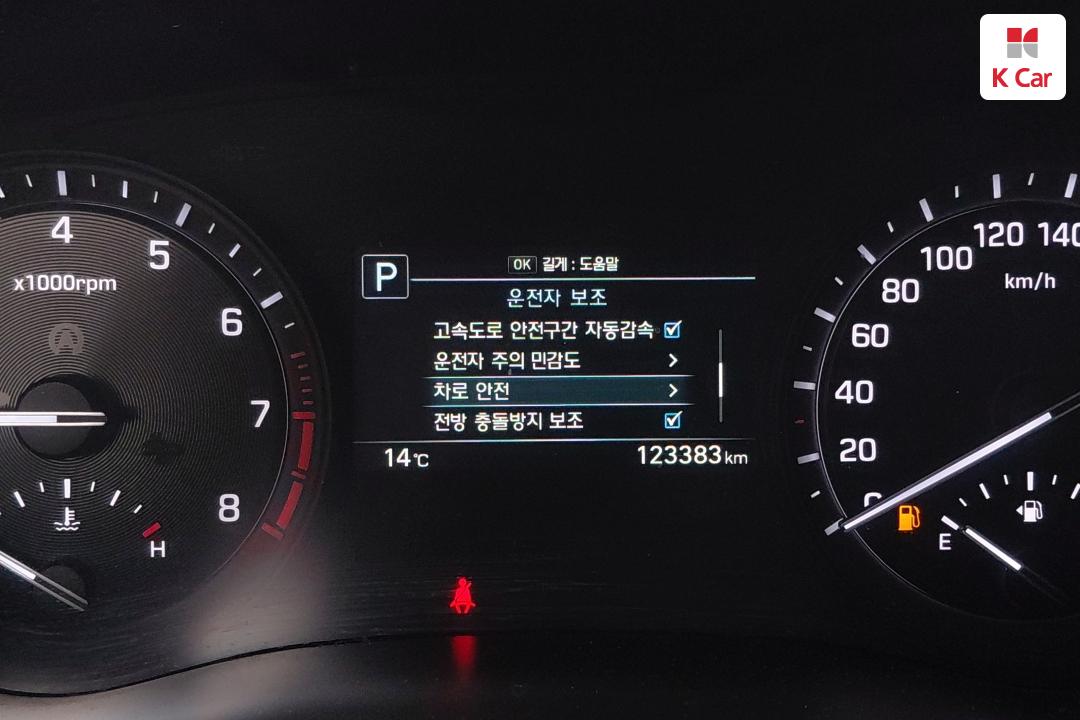 K Car
4
5
6
7
8
x1000rpm
H
P
OK 길게 : 도움말
운전자 보조
고속도로 안전구간 자동감속
운전자 주의 민감도
차로 안전
전방 충돌방지 보조
14℃
123383 km
0
20
40
60
80
100
120
140
km/h
E